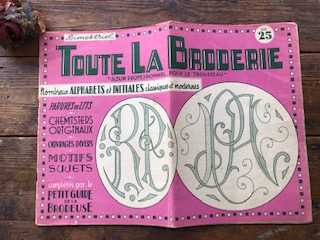 Bimestriel
N° 25
TOUTE LA BRODERIE
"ALBUM PROFESSIONNEL POUR LE TROUSSEAU"
Nombreux ALPHABETS et INITIALES classiques et modernes
PARURES de LITS
CHEMISIERS
ORIGINAUX
OUVRAGES DIVERS
MOTIFS
SUJETS
complétés par le
PETIT GUIDE
DE LA
BRODEUSE